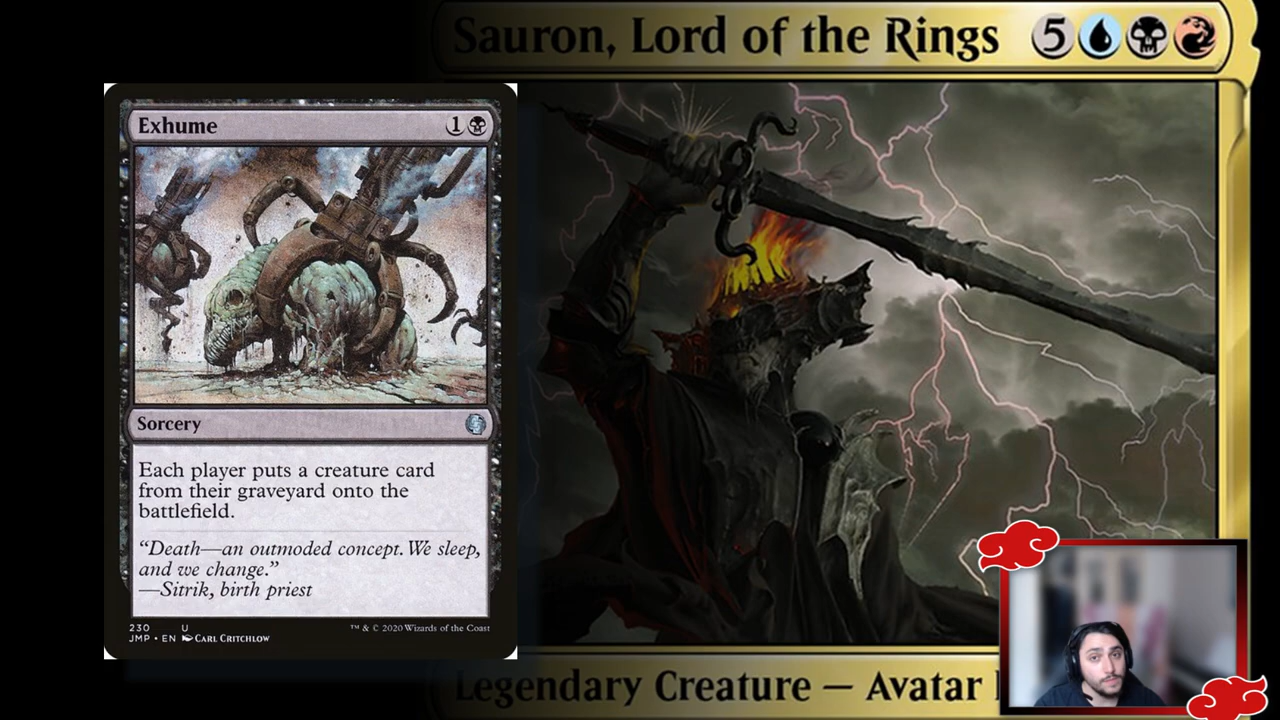 Sauron, Lord of the Rings 5
Exhume 1
Sorcery
Each player puts a creature card
from their graveyard onto the
battlefield.
“Death—an outmoded concept. We sleep,
and we change.”
—Sitrik, birth priest
230 U
JMP • EN CARL CRITCHLOW
™ & © 2020 Wizards of the Coast
Legendary Creature — Avatar